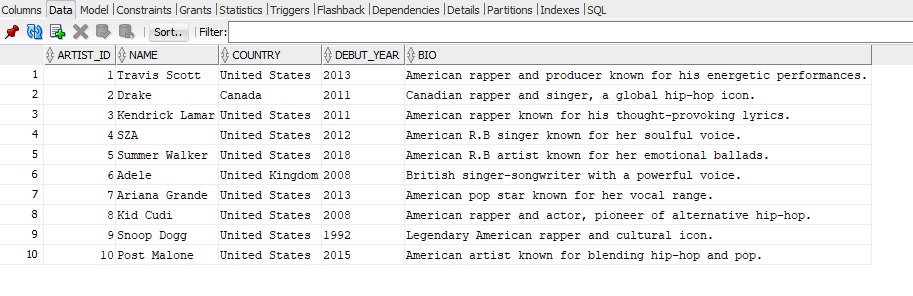 Columns Data Model Constraints Grants Statistics Triggers Flashback Dependencies Details Partitions Indexes SQL
Sort.. Filter:
ARTIST_ID NAME COUNTRY DEBUT_YEAR BIO
1 1 Travis Scott United States 2013 American rapper and producer known for his energetic performances.
2 2 Drake Canada 2011 Canadian rapper and singer, a global hip-hop icon.
3 3 Kendrick Lamar United States 2011 American rapper known for his thought-provoking lyrics.
4 4 SZA United States 2012 American R.B singer known for her soulful voice.
5 5 Summer Walker United States 2018 American R.B artist known for her emotional ballads.
6 6 Adele United Kingdom 2008 British singer-songwriter with a powerful voice.
7 7 Ariana Grande United States 2013 American pop star known for her vocal range.
8 8 Kid Cudi United States 2008 American rapper and actor, pioneer of alternative hip-hop.
9 9 Snoop Dogg United States 1992 Legendary American rapper and cultural icon.
10 10 Post Malone United States 2015 American artist known for blending hip-hop and pop.